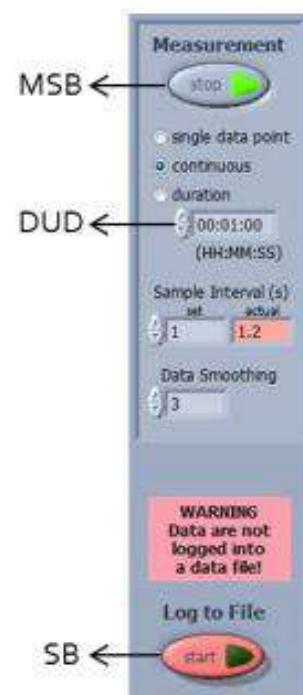 Measurement
MSB
stop
single data point
continuous
duration
DUD
00:01:00
(HH:MM:SS)
Sample Interval (s)
set actual
1 1.2
Data Smoothing
3
WARNING
Data are not
logged into
a data file!
Log to File
SB
start